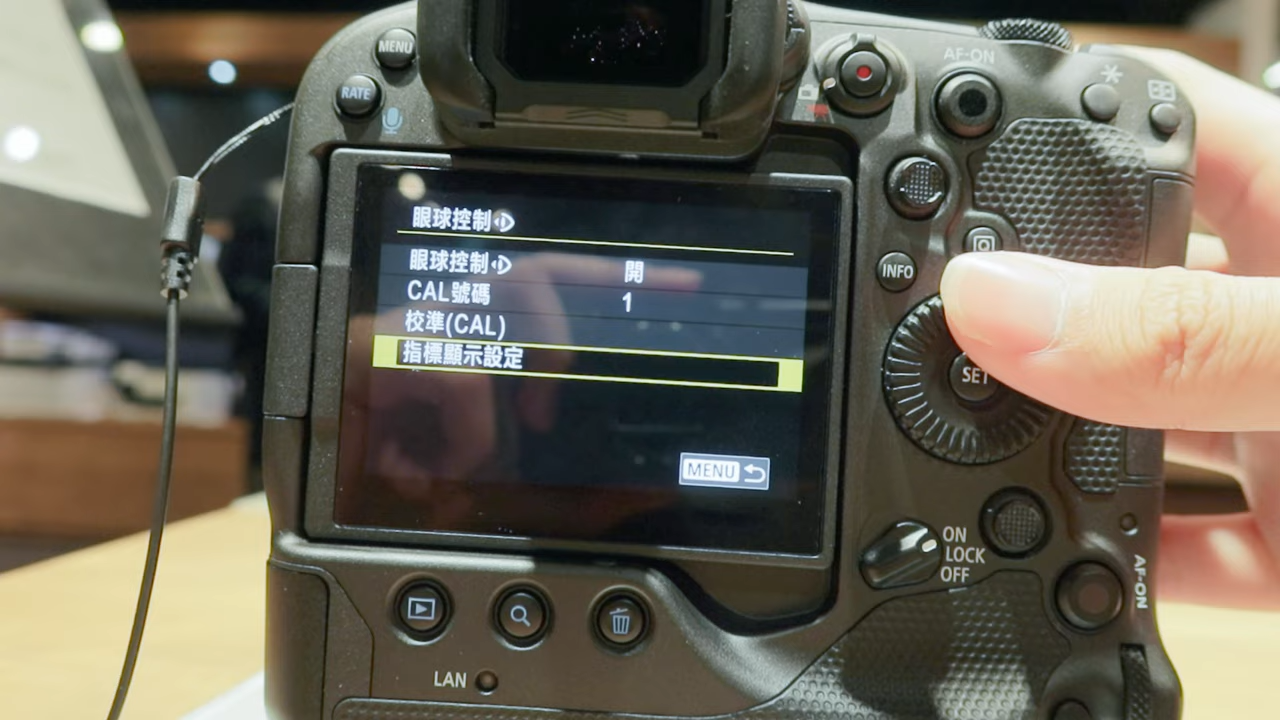 MENU
RATE
AF-ON
眼球控制
眼球控制 開
CAL號碼 1
校準(CAL)
指標顯示設定
MENU
INFO
SET
ON
LOCK
OFF
AF-ON
LAN